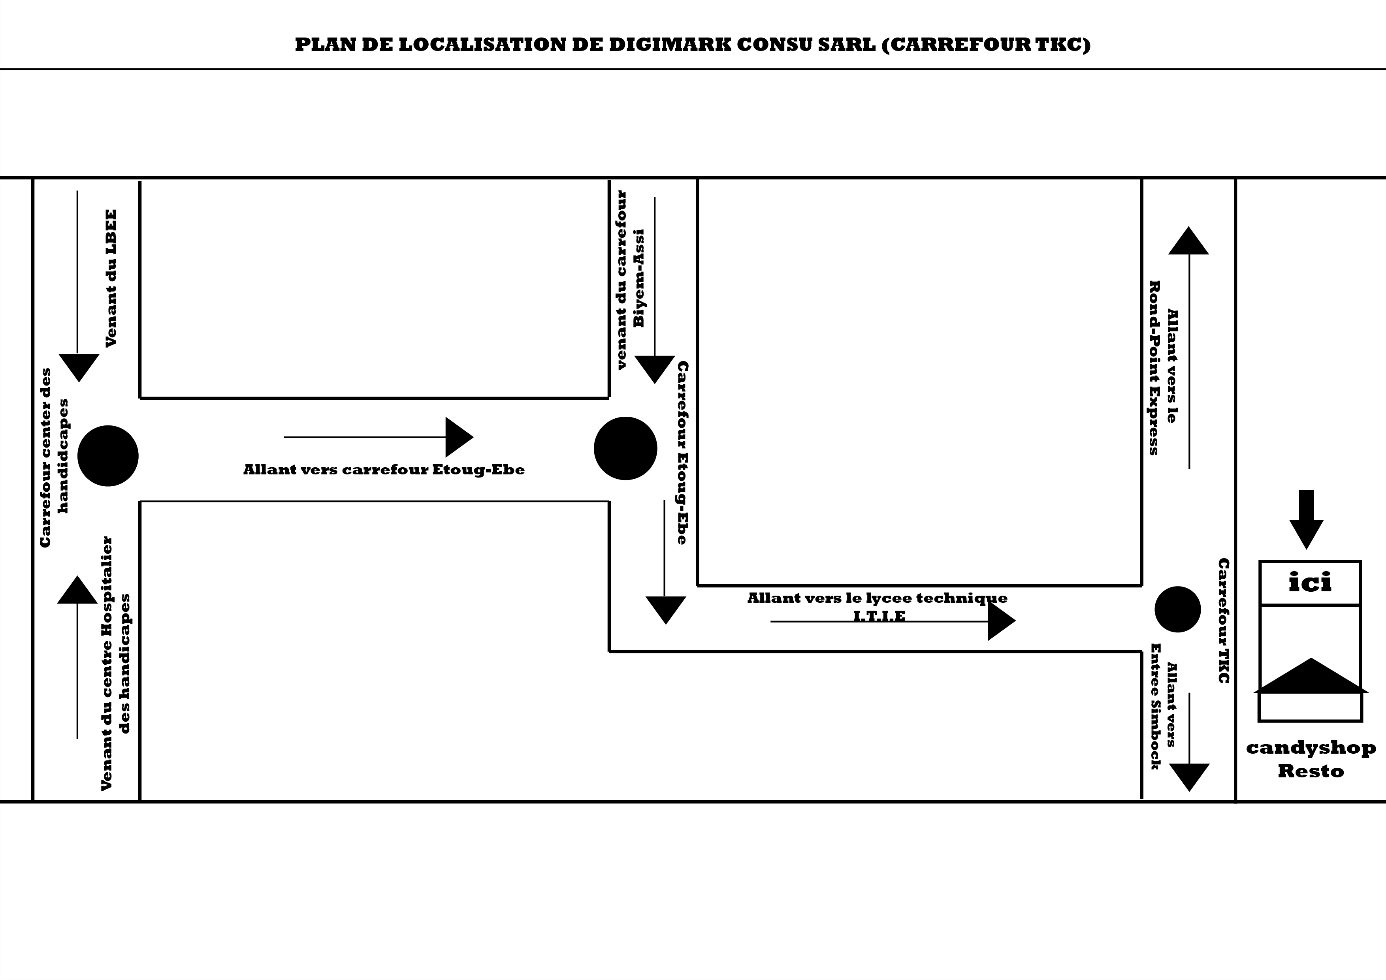 PLAN DE LOCALISATION DE DIGIMARK CONSU SARL (CARREFOUR TKC)
Venant du LBEE
Carrefour center des
handidcapes
Venant du centre Hospitalier
des handicapes
Allant vers carrefour Etoug-Ebe
venant du carrefour
Biyem-Assi
Carrefour Etoug-Ebe
Allant vers le lycee technique
I.T.I.E
Allant vers le
Rond-Point Express
Carrefour TKC
Allant vers
Entree Simbock
ici
candyshop
Resto